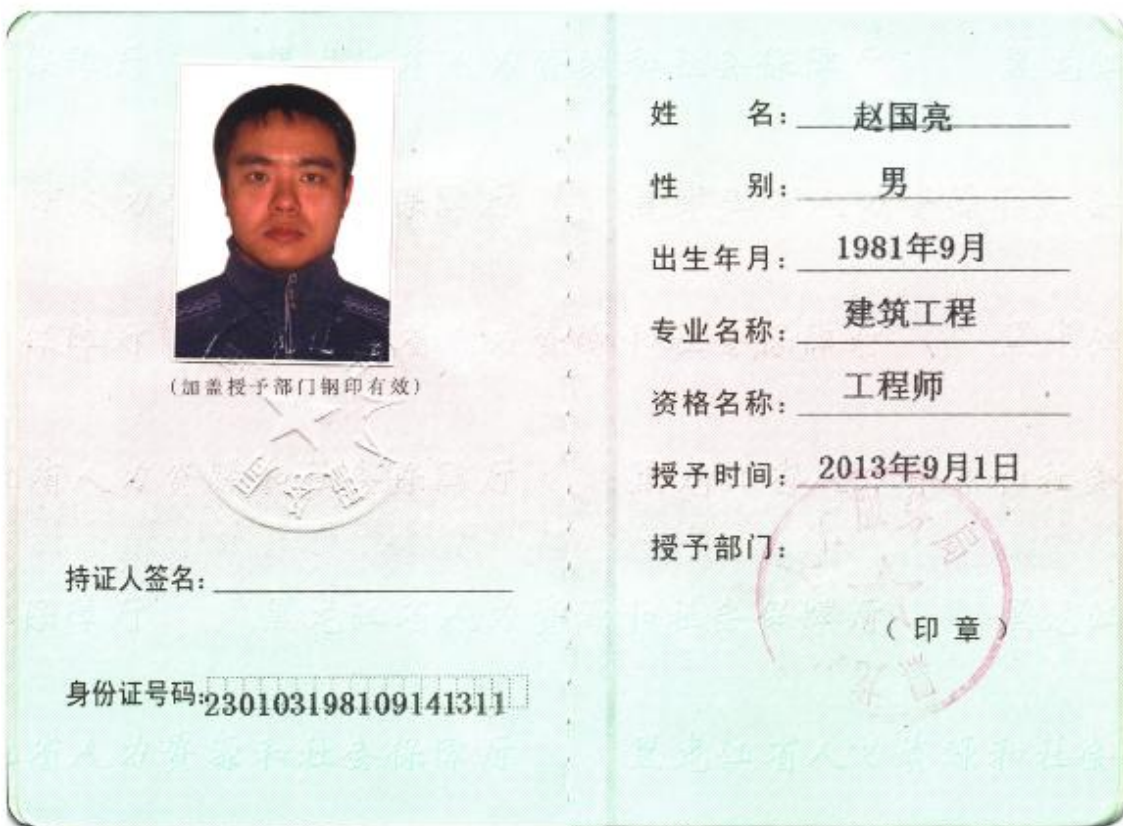 (加盖授予部门钢印有效)
持证人签名:
身份证号码:230103198109141311
姓 名: 赵国亮
性 别: 男
出生年月: 1981年9月
专业名称: 建筑工程
资格名称: 工程师
授予时间: 2013年9月1日
授予部门:
(印章)